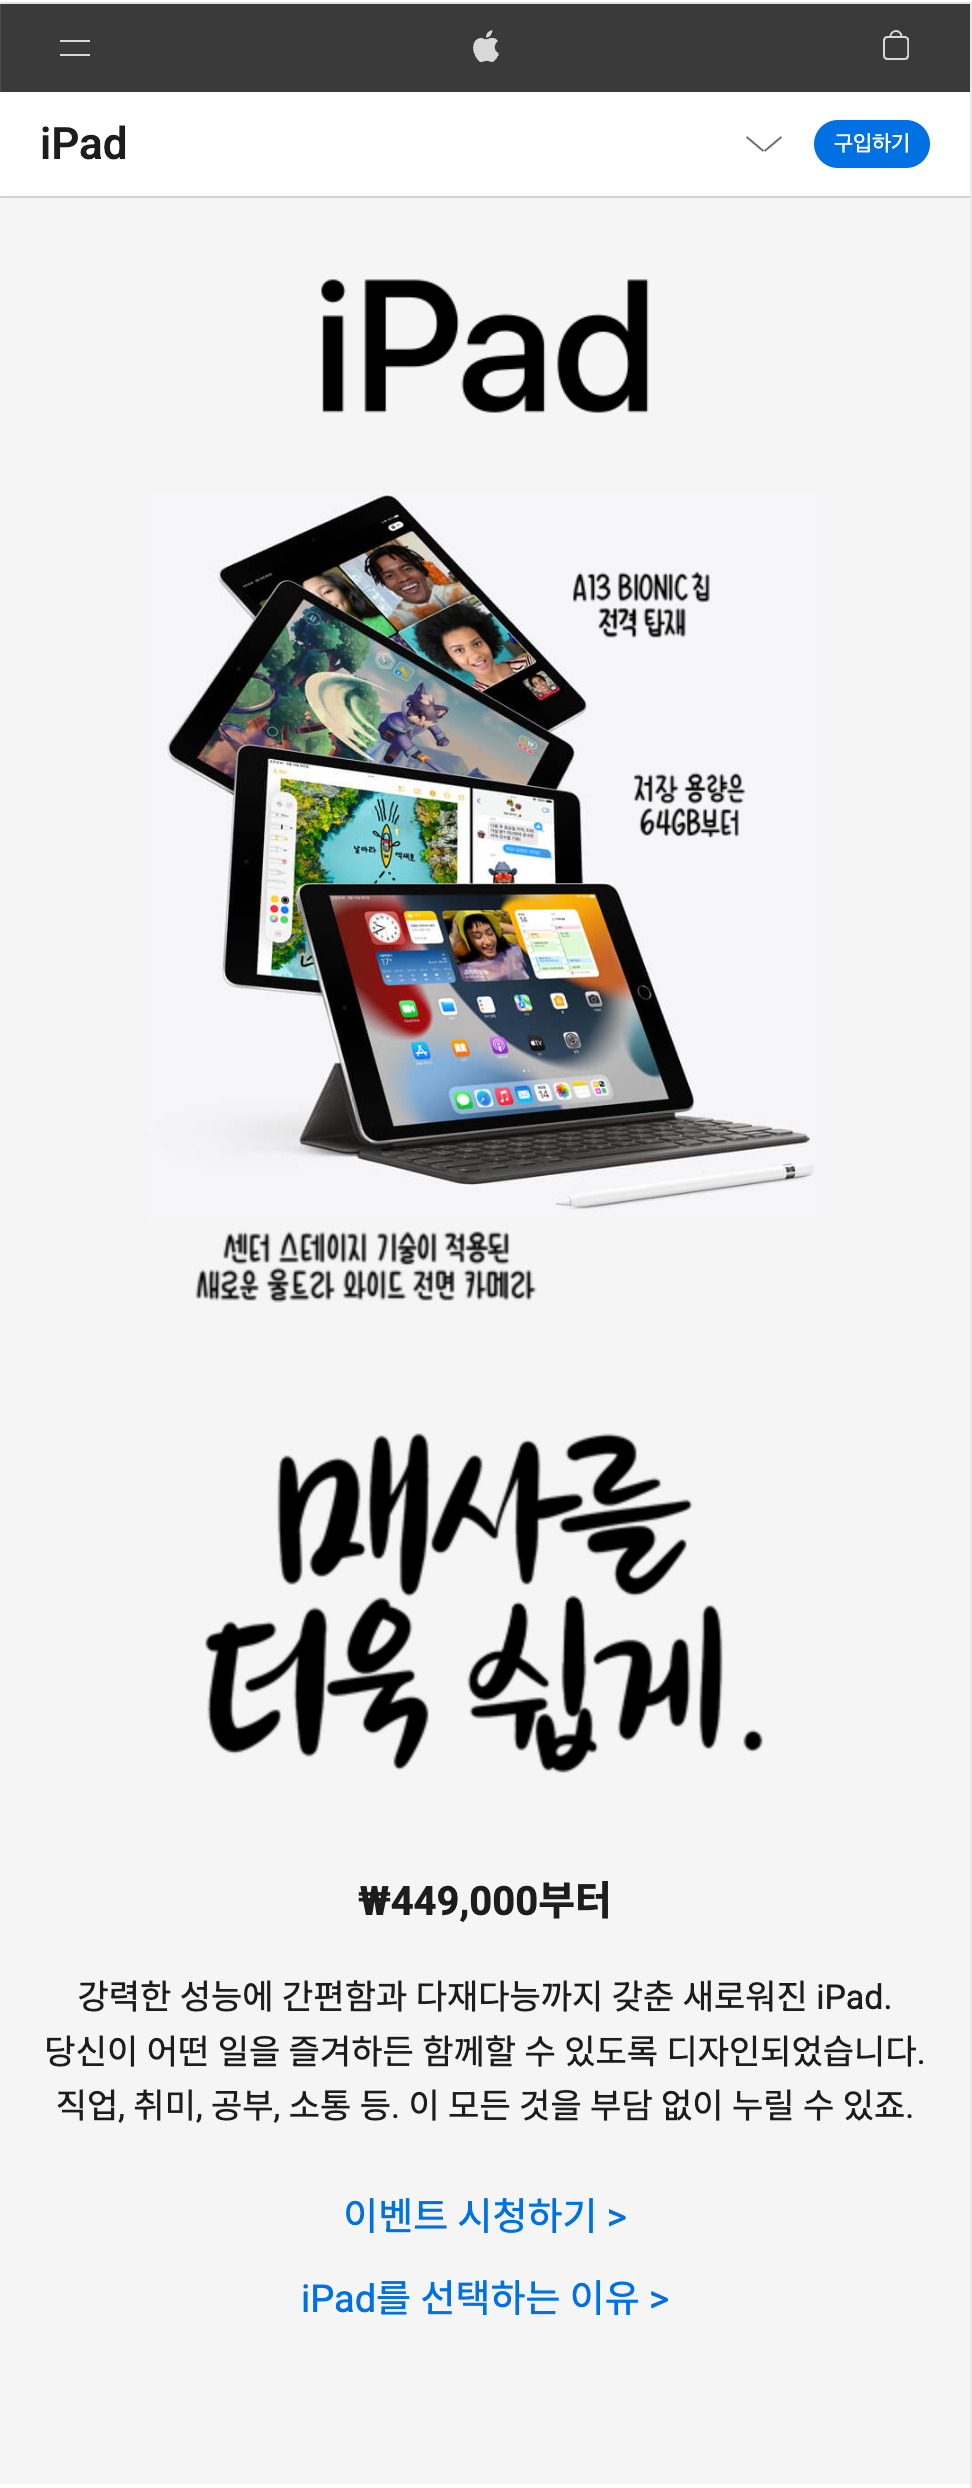 iPad
구입하기
iPad
A13 BIONIC 칩
전격 탑재
저장 용량은
64GB부터
날아라
떡새호
센터 스테이지 기술이 적용된
새로운 울트라 와이드 전면 카메라
매사를
더욱 쉽게.
₩449,000부터
강력한 성능에 간편함과 다재다능까지 갖춘 새로워진 iPad.
당신이 어떤 일을 즐겨하든 함께할 수 있도록 디자인되었습니다.
직업, 취미, 공부, 소통 등. 이 모든 것을 부담 없이 누릴 수 있죠.
이벤트 시청하기 >
iPad를 선택하는 이유 >